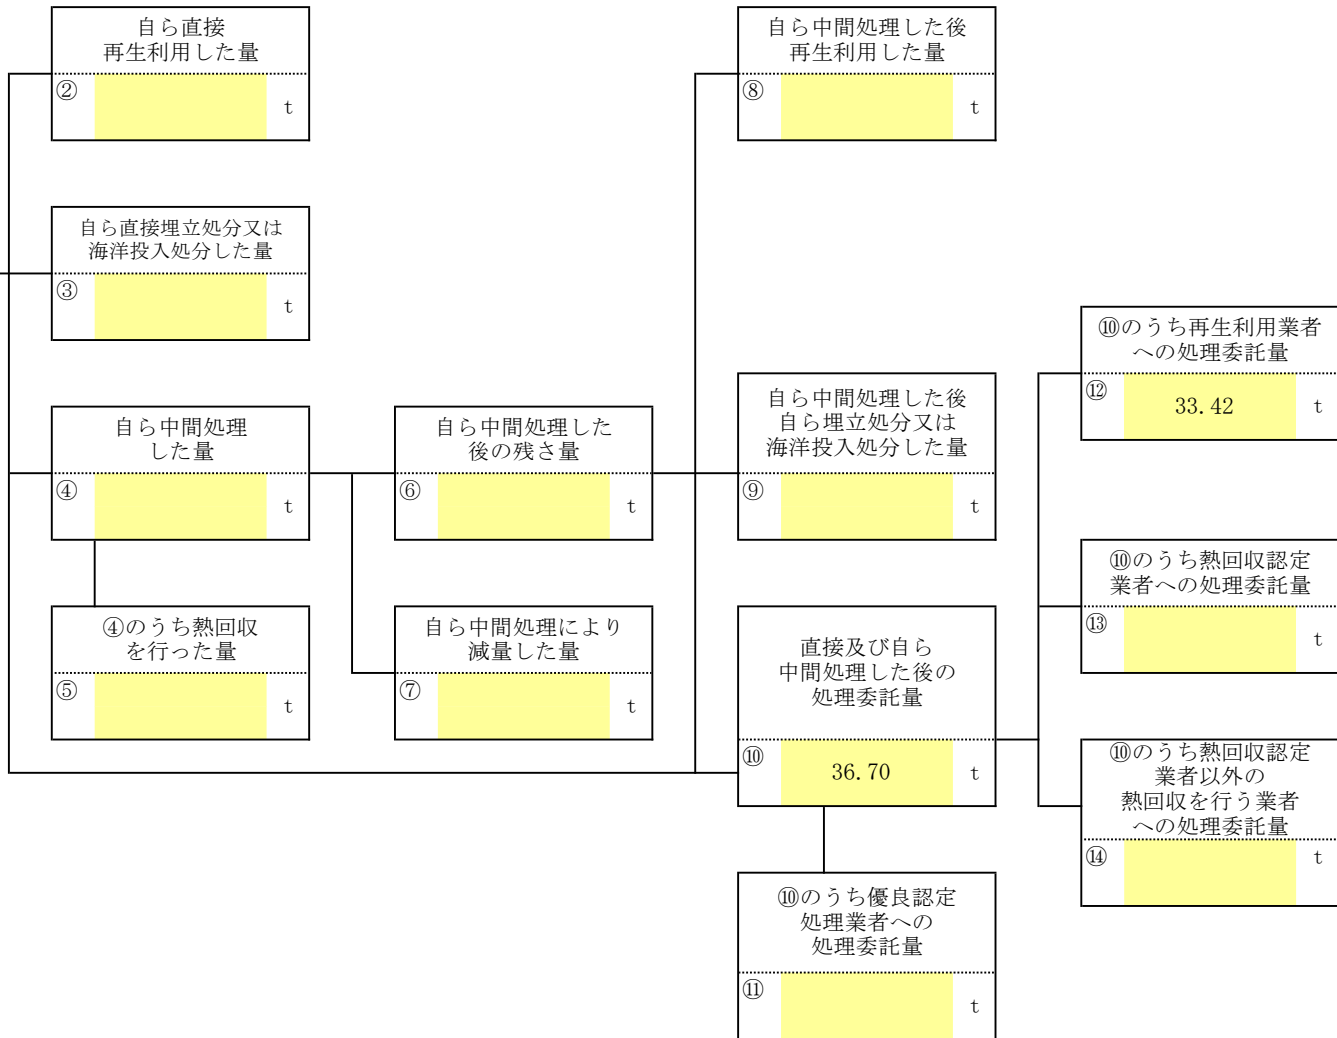 自ら直接
再生利用した量
②
t
自ら中間処理した後
再生利用した量
⑧
t
自ら直接埋立処分又は
海洋投入処分した量
③
t
⑩のうち再生利用業者
への処理委託量
⑫
33.42
t
自ら中間処理
した量
④
t
自ら中間処理した
後の残さ量
⑥
t
自ら中間処理した後
自ら埋立処分又は
海洋投入処分した量
⑨
t
⑩のうち熱回収認定
業者への処理委託量
⑬
t
④のうち熱回収
を行った量
⑤
t
自ら中間処理により
減量した量
⑦
t
直接及び自ら
中間処理した後の
処理委託量
⑩
36.70
t
⑩のうち熱回収認定
業者以外の
熱回収を行う業者
への処理委託量
⑭
t
⑩のうち優良認定
処理業者への
処理委託量
⑪
t